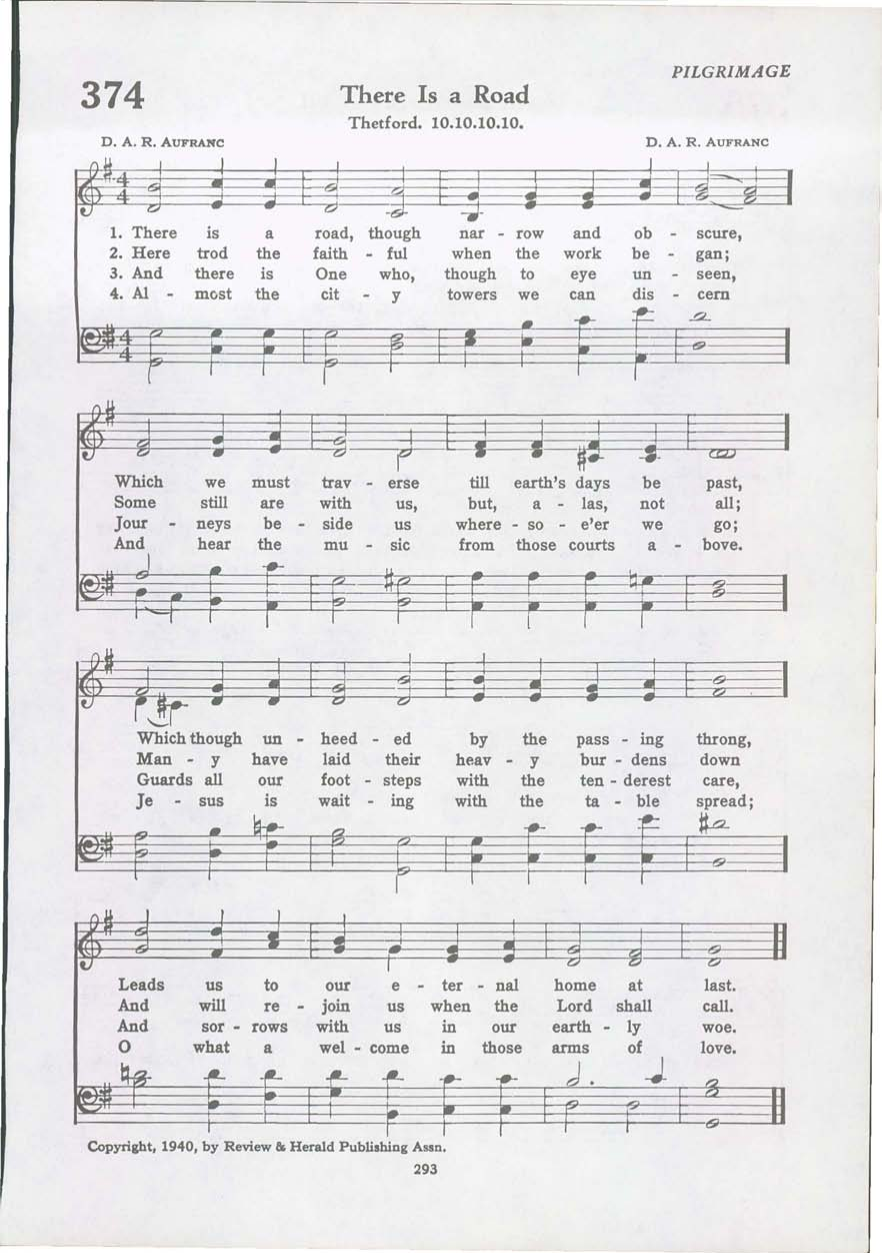 PILGRIMAGE
374
There Is a Road
Thetford. 10.10.10.10.
D. A. R. AUFRANC D. A. R. AUFRANC
4
4
1. There is a road, though nar - row and ob - scure,
2. Here trod the faith - ful when the work be - gan;
3. And there is One who, though to eye un - seen,
4. Al - most the cit - y towers we can dis - cern
4
4
Which we must trav - erse till earth's days be past,
Some still are with us, but, a - las, not all;
Jour - neys be - side us where - so - e'er we go;
And hear the mu - sic from those courts a - bove.
Which though un - heed - ed by the pass - ing throng,
Man - y have laid their heav - y bur - dens down
Guards all our foot - steps with the ten - derest care,
Je - sus is wait - ing with the ta - ble spread;
Leads us to our e - ter - nal home at last.
And will re - join us when the Lord shall call.
And sor - rows with us in our earth - ly woe.
O what a wel - come in those arms of love.
Copyright, 1940, by Review & Herald Publishing Assn.
293